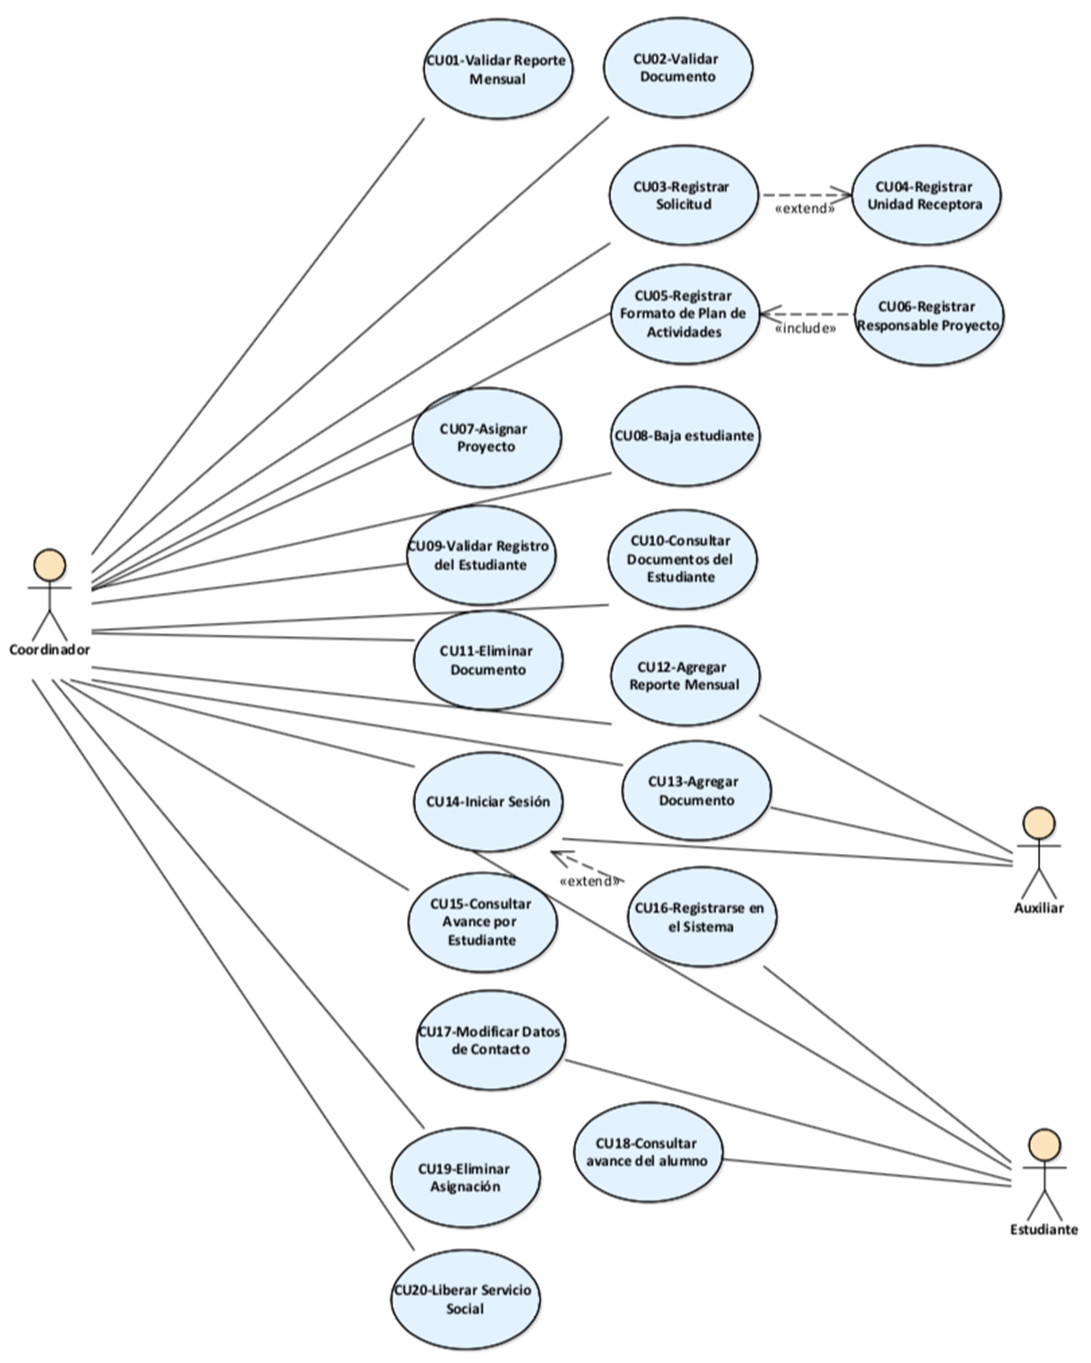 CU01-Validar Reporte
Mensual
CU02-Validar
Documento
CU03-Registrar
Solicitud
«extend»
CU04-Registrar
Unidad Receptora
CU05-Registrar
Formato de Plan de
Actividades
«include»
CU06-Registrar
Responsable Proyecto
CU07-Asignar
Proyecto
CU08-Baja estudiante
CU09-Validar Registro
del Estudiante
CU10-Consultar
Documentos del
Estudiante
Coordinador
CU11-Eliminar
Documento
CU12-Agregar
Reporte Mensual
CU13-Agregar
Documento
CU14-Iniciar Sesión
«extend»
CU15-Consultar
Avance por
Estudiante
CU16-Registrarse en
el Sistema
Auxiliar
CU17-Modificar Datos
de Contacto
CU18-Consultar
avance del alumno
CU19-Eliminar
Asignación
Estudiante
CU20-Liberar Servicio
Social